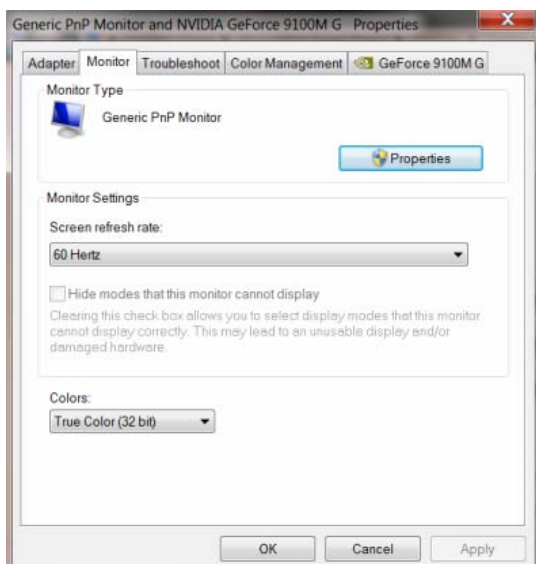 Generic PnP Monitor and NVIDIA GeForce 9100M G Properties
Adapter Monitor Troubleshoot Color Management GeForce 9100M G
Monitor Type
Generic PnP Monitor
Properties
Monitor Settings
Screen refresh rate:
60 Hertz
Hide modes that this monitor cannot display
Clearing this check box allows you to select display modes that this monitor
cannot display correctly. This may lead to an unusable display and/or
damaged hardware.
Colors:
True Color (32 bit)
OK Cancel Apply